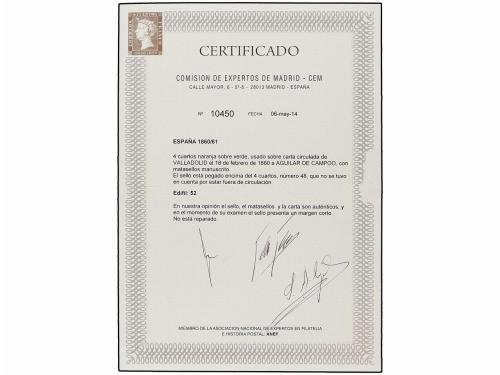 CERTIFICADO
COMISION DE EXPERTOS DE MADRID - CEM
CALLE MAYOR, 6 - 3º-6 - 28013 MADRID - ESPAÑA
Nº 10450 FECHA 06-may-14
ESPAÑA 1860/61
4 cuartos naranja sobre verde, usado sobre carta circulada de
VALLADOLID el 18 de febrero de 1860 a AGUILAR DE CAMPOO, con
matasellos manuscrito.
El sello está pegado encima del 4 cuartos, número 48, que no se tuvo
en cuenta por estar fuera de circulación.
Edifil: 52
En nuestra opinión el sello, el matasellos y la carta son auténticos, y
en el momento de su examen el sello presenta un margen corto.
No está reparado
MIEMBRO DE LA ASOCIACION NACIONAL DE EXPERTOS EN FILATELIA
E HISTORIA POSTAL. ANEF